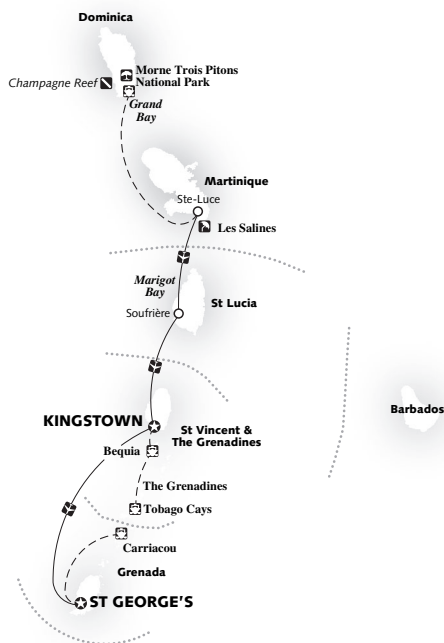 Dominica
Morne Trois Pitons
National Park
Champagne Reef
Grand
Bay
Martinique
Ste-Luce
Les Salines
Marigot
Bay
St Lucia
Soufrière
Barbados
KINGSTOWN
St Vincent &
The Grenadines
Bequia
The Grenadines
Tobago Cays
Carriacou
Grenada
ST GEORGE'S